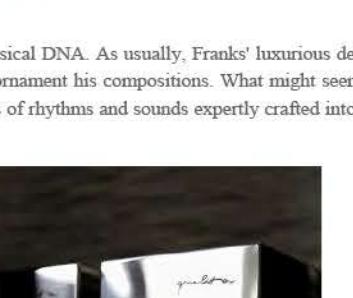 sical DNA. As usually, Franks' luxurious de
ornament his compositions. What might seem
s of rhythms and sounds expertly crafted into